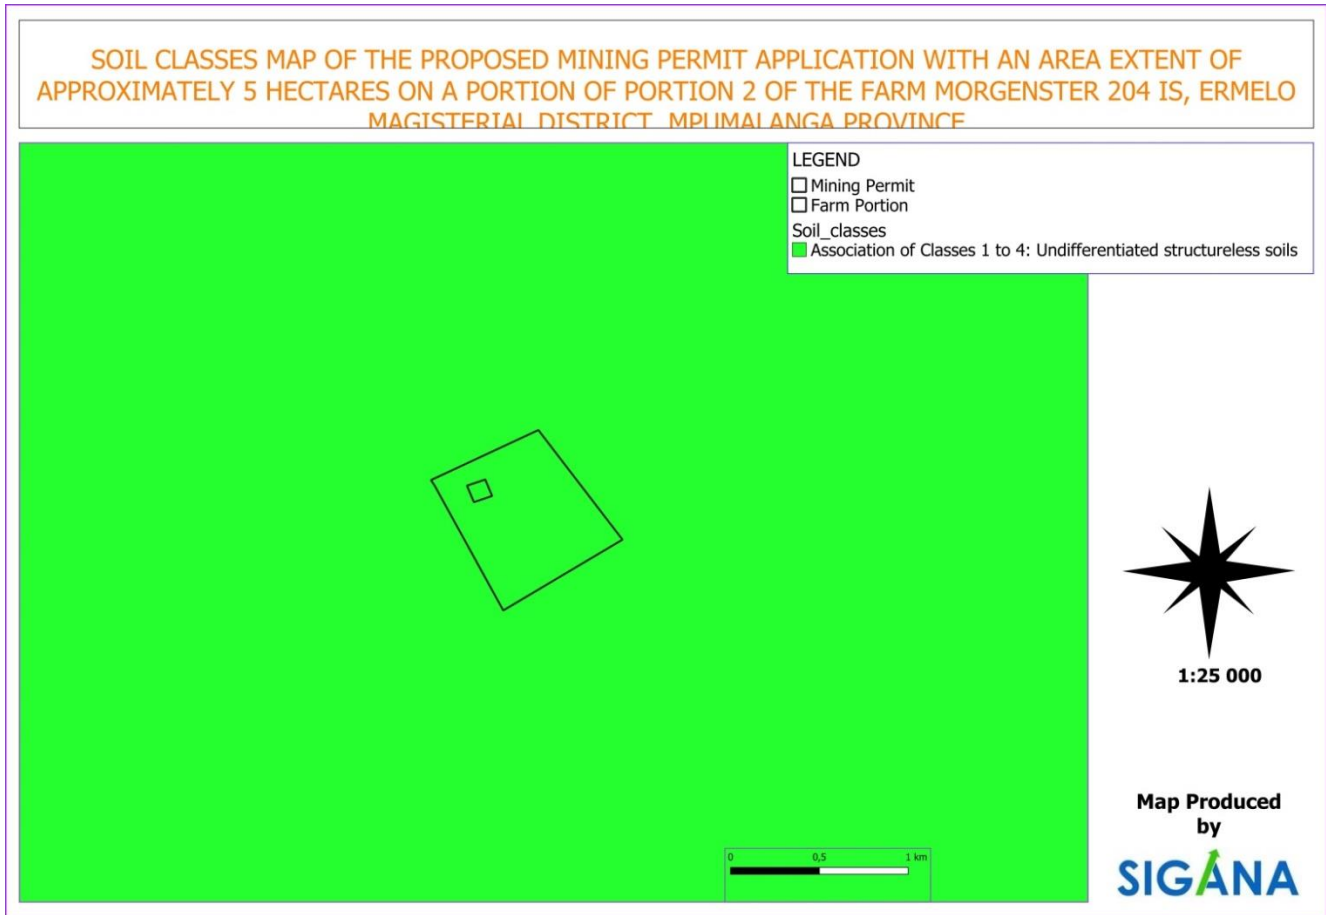 SOIL CLASSES MAP OF THE PROPOSED MINING PERMIT APPLICATION WITH AN AREA EXTENT OF
APPROXIMATELY 5 HECTARES ON A PORTION OF PORTION 2 OF THE FARM MORGENSTER 204 IS, ERMELO
MAGISTERIAL DISTRICT, MPUMALANGA PROVINCE
LEGEND
Mining Permit
Farm Portion
Soil_classes
Association of Classes 1 to 4: Undifferentiated structureless soils
1:25 000
Map Produced
by
SIGANA
0 0,5 1 km